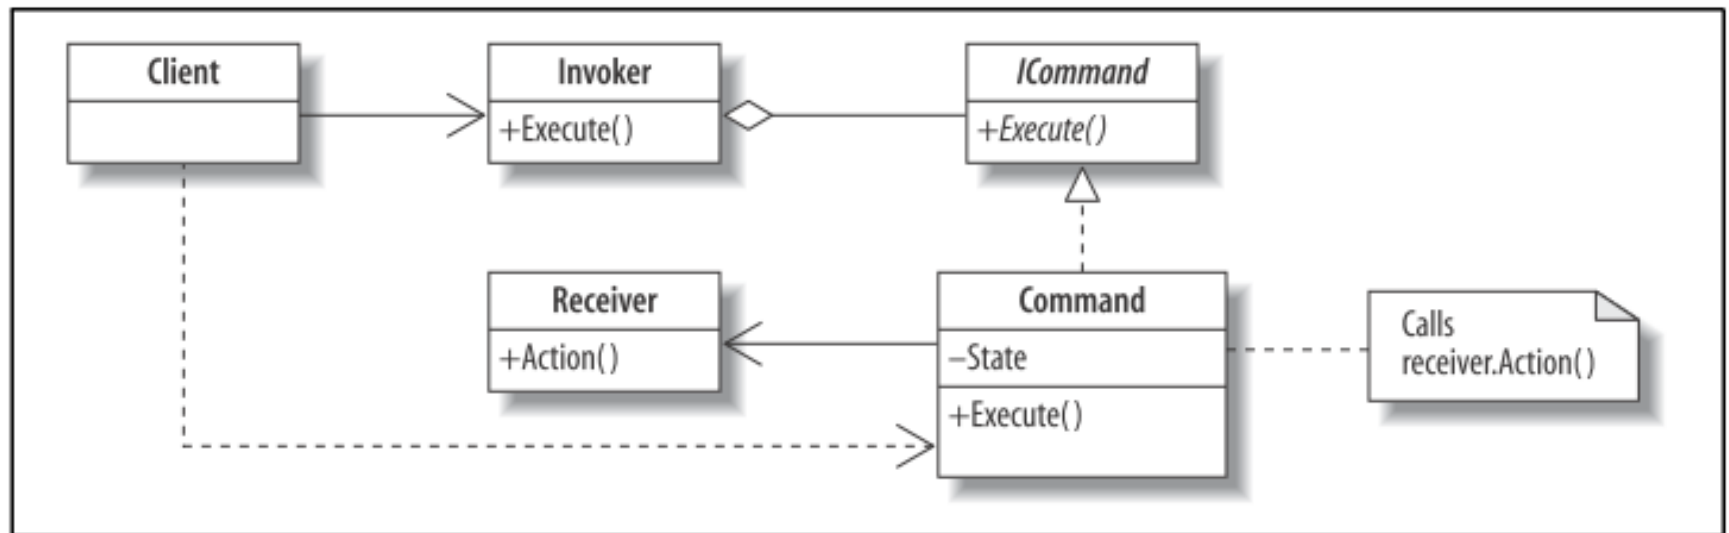 Client
Invoker
+Execute()
ICommand
+Execute()
Receiver
+Action()
Command
–State
+Execute()
Calls
receiver.Action()